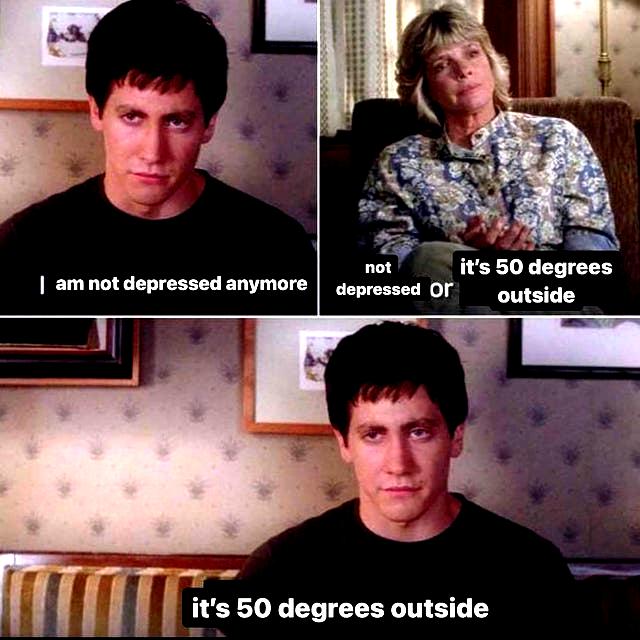 I am not depressed anymore
not
depressed or
it’s 50 degrees
outside
it’s 50 degrees outside